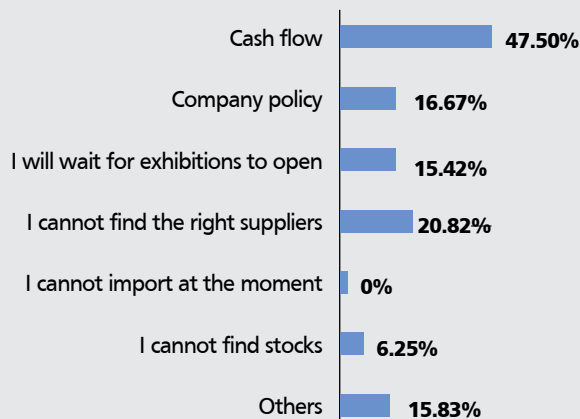 Cash flow 47.50%
Company policy 16.67%
I will wait for exhibitions to open 15.42%
I cannot find the right suppliers 20.82%
I cannot import at the moment 0%
I cannot find stocks 6.25%
Others 15.83%